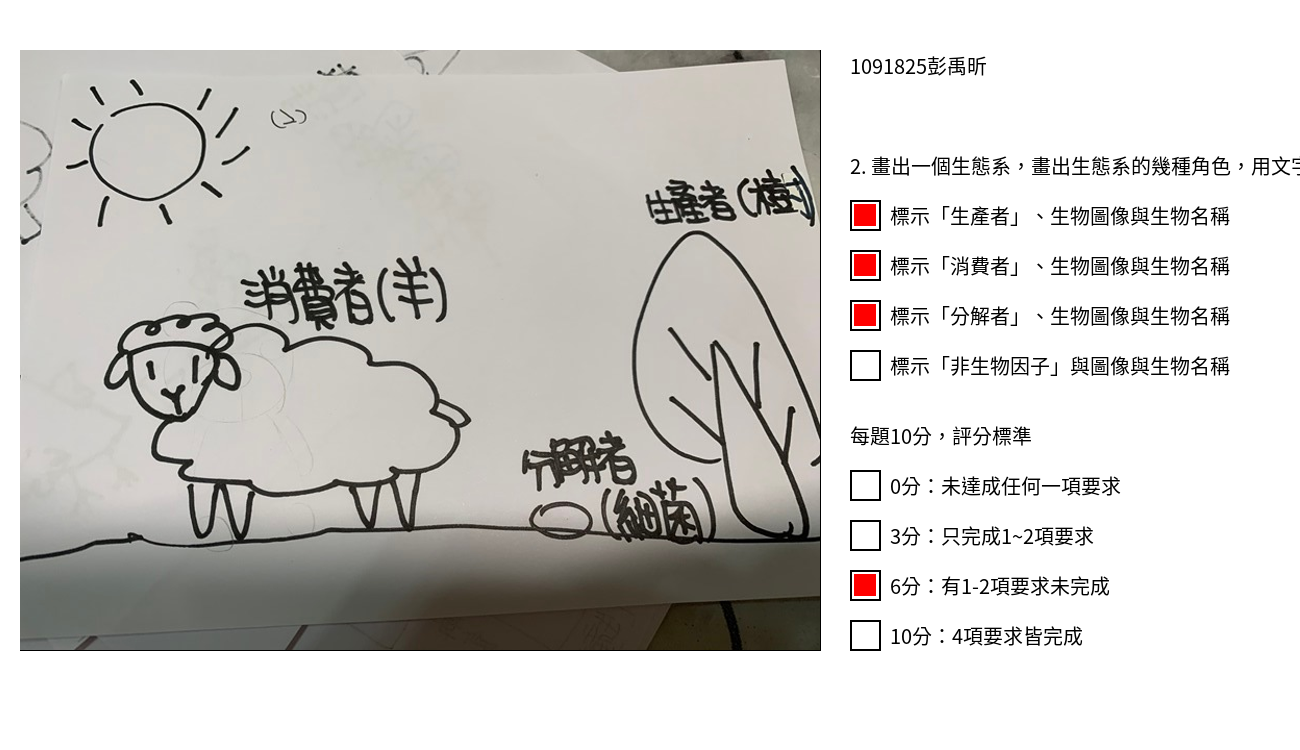 (2)
生產者(樹)
消費者(羊)
分解者
(細菌)
1091825彭禹昕
2. 畫出一個生態系，畫出生態系的幾種角色，用文字
標示「生產者」、生物圖像與生物名稱
標示「消費者」、生物圖像與生物名稱
標示「分解者」、生物圖像與生物名稱
標示「非生物因子」與圖像與生物名稱
每題10分，評分標準
0分：未達成任何一項要求
3分：只完成1~2項要求
6分：有1-2項要求未完成
10分：4項要求皆完成